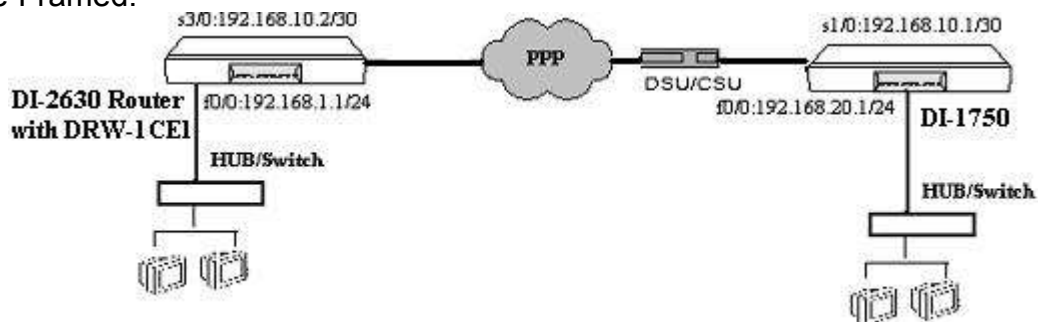 e Framed.
s3/0:192.168.10.2/30
s1/0:192.168.10.1/30
PPP
DSU/CSU
DI-2630 Router
with DRW-1CE1
f0/0:192.168.1.1/24
f0/0:192.168.20.1/24
DI-1750
HUB/Switch
HUB/Switch